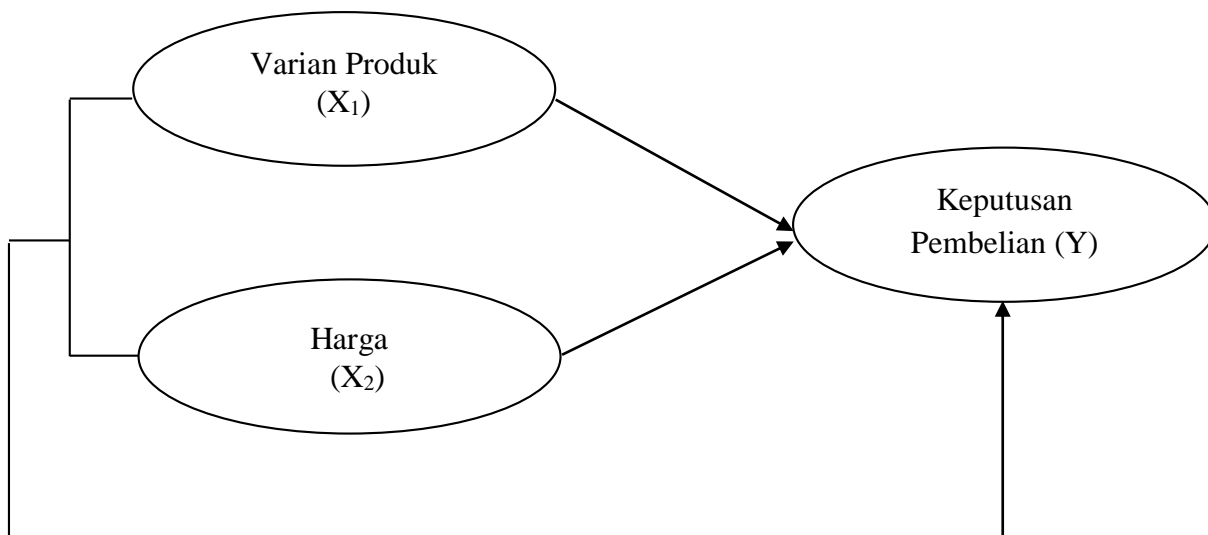 Varian Produk
(X₁)
Keputusan
Pembelian (Y)
Harga
(X₂)